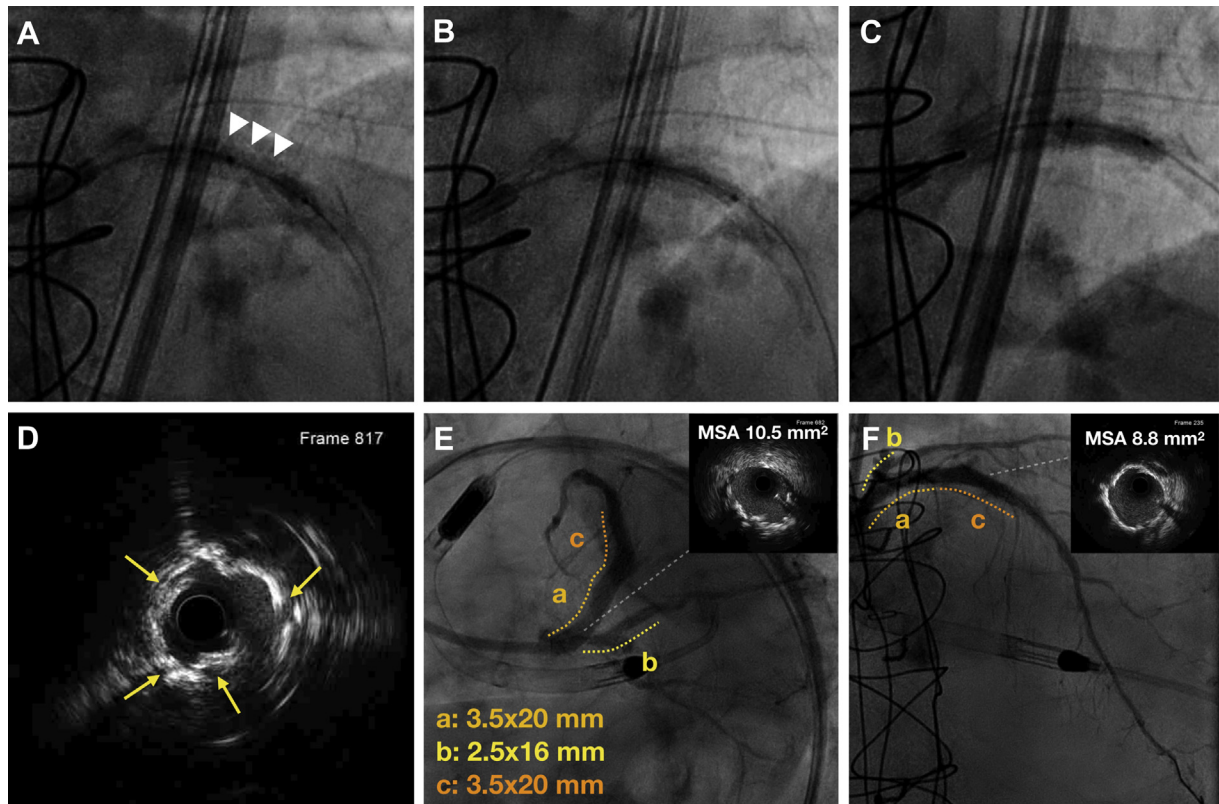 A
B
C
D
Frame 817
E
Frame 682
MSA 10.5 mm²
c
a
b
a: 3.5x20 mm
b: 2.5x16 mm
c: 3.5x20 mm
F
b
Frame 235
MSA 8.8 mm²
a
c